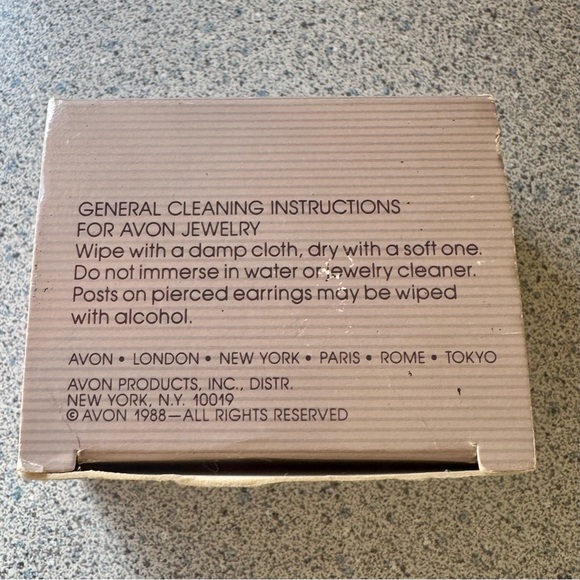 GENERAL CLEANING INSTRUCTIONS
FOR AVON JEWELRY
Wipe with a damp cloth, dry with a soft one.
Do not immerse in water or jewelry cleaner.
Posts on pierced earrings may be wiped
with alcohol.
AVON • LONDON • NEW YORK • PARIS • ROME • TOKYO
AVON PRODUCTS, INC., DISTR.
NEW YORK, N.Y. 10019
© AVON 1988—ALL RIGHTS RESERVED